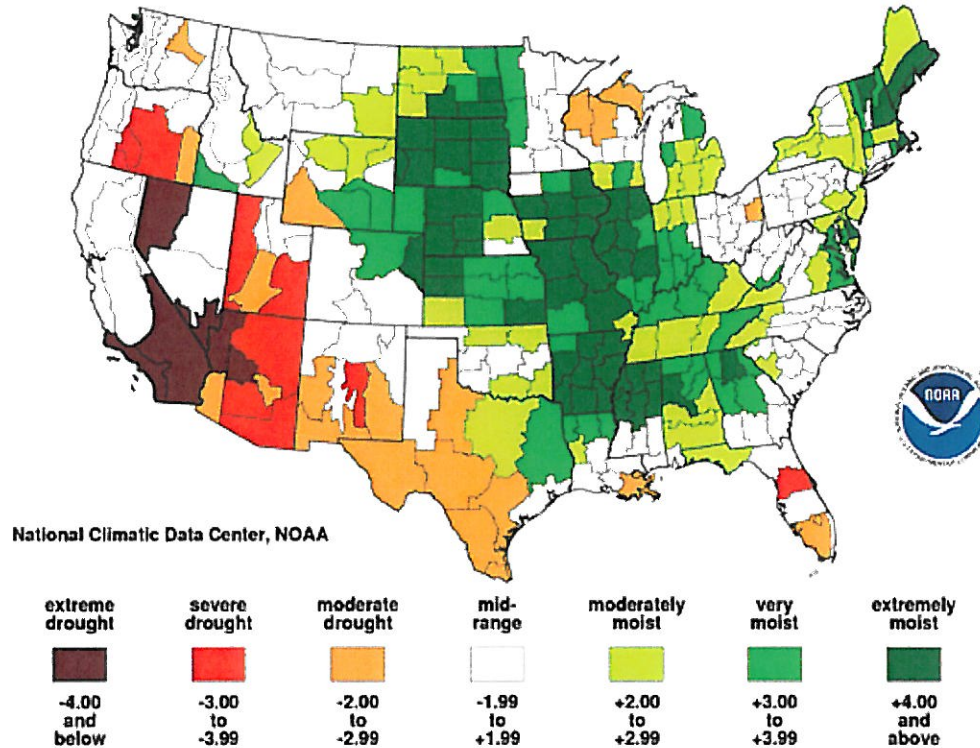 NOAA
National Climatic Data Center, NOAA
extreme drought
severe drought
moderate drought
mid-range
moderately moist
very moist
extremely moist
-4.00 and below
-3.00 to -3.99
-2.00 to -2.99
-1.99 to +1.99
+2.00 to +2.99
+3.00 to +3.99
+4.00 and above